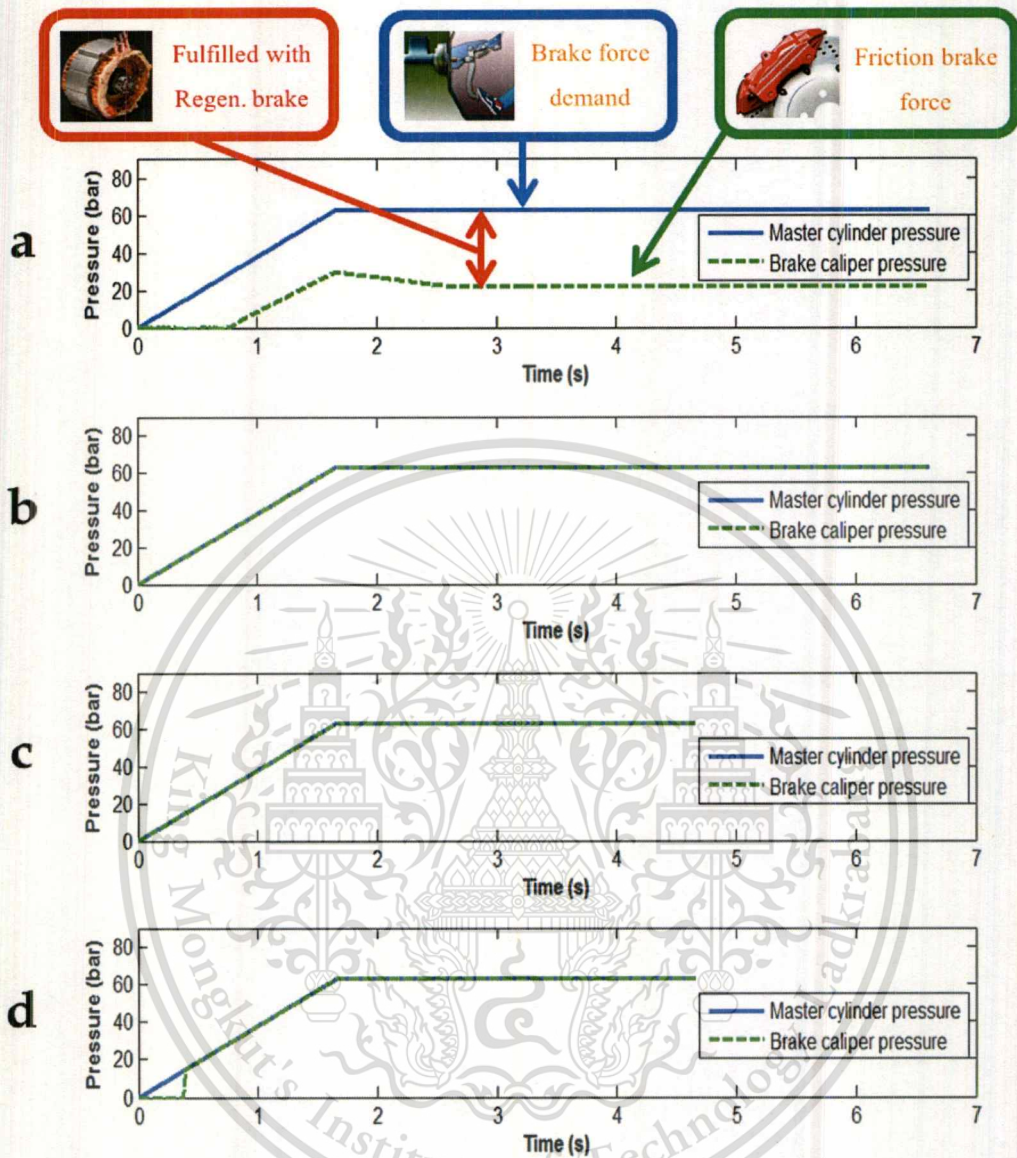 Fulfilled with
Regen. brake
Brake force
demand
Friction brake
force
a
Pressure (bar)
80
60
40
20
0
Master cylinder pressure
Brake caliper pressure
0 1 2 3 4 5 6 7
Time (s)
b
Pressure (bar)
80
60
40
20
0
Master cylinder pressure
Brake caliper pressure
0 1 2 3 4 5 6 7
Time (s)
c
Pressure (bar)
80
60
40
20
0
Master cylinder pressure
Brake caliper pressure
0 1 2 3 4 5 6 7
Time (s)
d
Pressure (bar)
80
60
40
20
0
Master cylinder pressure
Brake caliper pressure
0 1 2 3 4 5 6 7
Time (s)
King Mongkut's Institute of Technology Ladkrabang